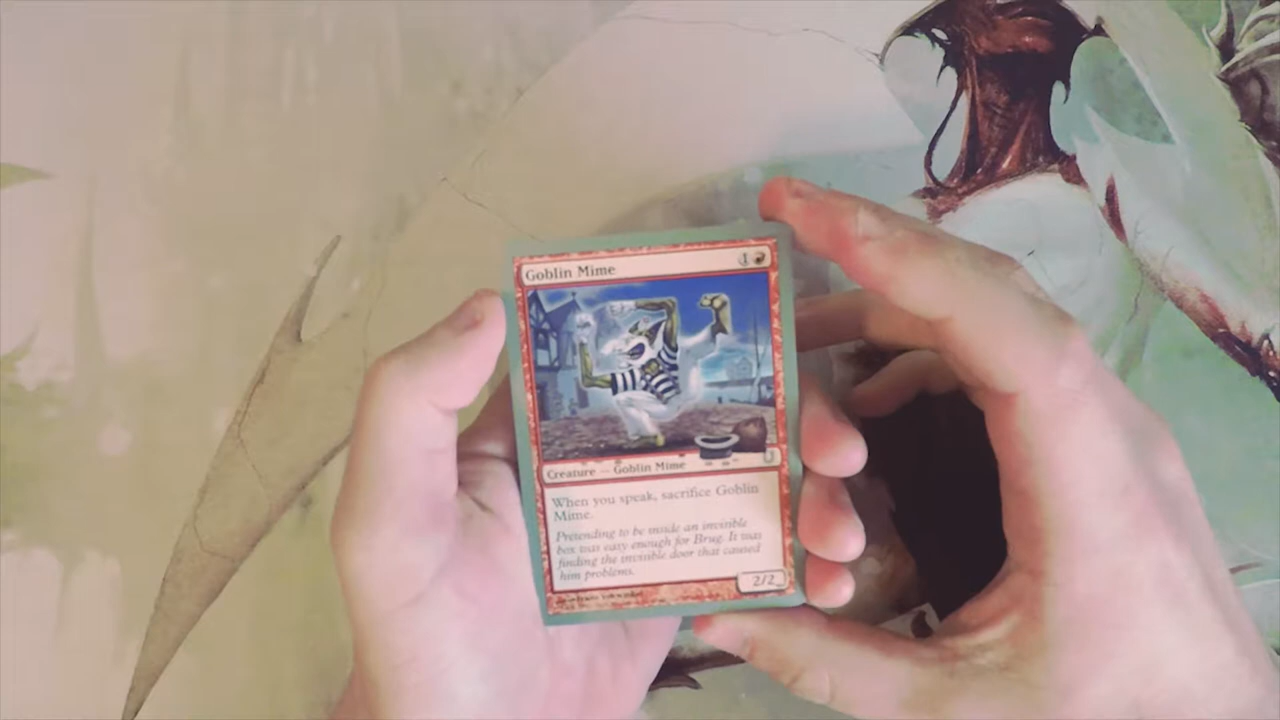 Goblin Mime
1
Creature — Goblin Mime
When you speak, sacrifice Goblin
Mime.
Pretending to be inside an invisible
box was easy enough for Brug. It was
finding the invisible door that caused
him problems.
2/2